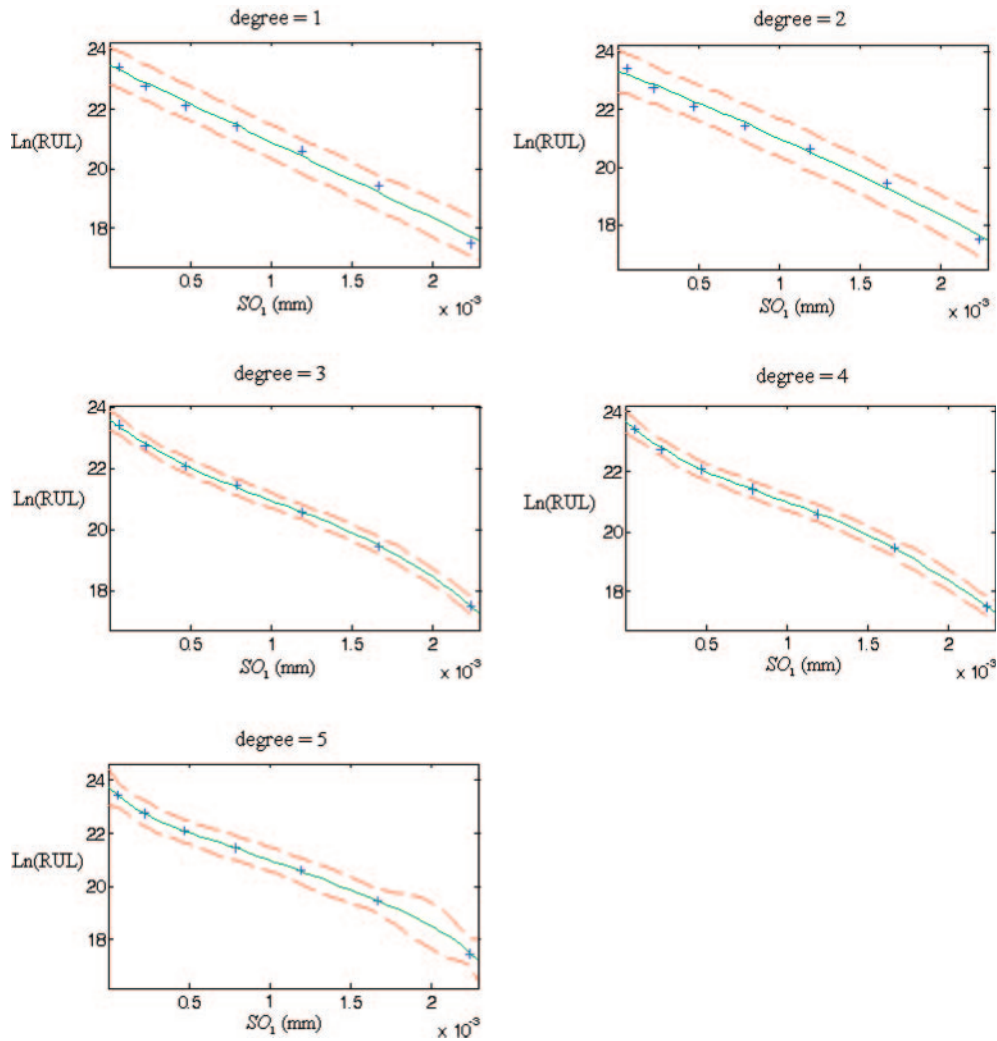 degree = 1
24
22
Ln(RUL)
20
18
0.5 1 1.5 2
SO₁ (mm)
x 10⁻³
degree = 2
24
22
Ln(RUL)
20
18
0.5 1 1.5 2
SO₁ (mm)
x 10⁻³
degree = 3
24
22
Ln(RUL)
20
18
0.5 1 1.5 2
SO₁ (mm)
x 10⁻³
degree = 4
24
22
Ln(RUL)
20
18
0.5 1 1.5 2
SO₁ (mm)
x 10⁻³
degree = 5
24
22
Ln(RUL)
20
18
0.5 1 1.5 2
SO₁ (mm)
x 10⁻³